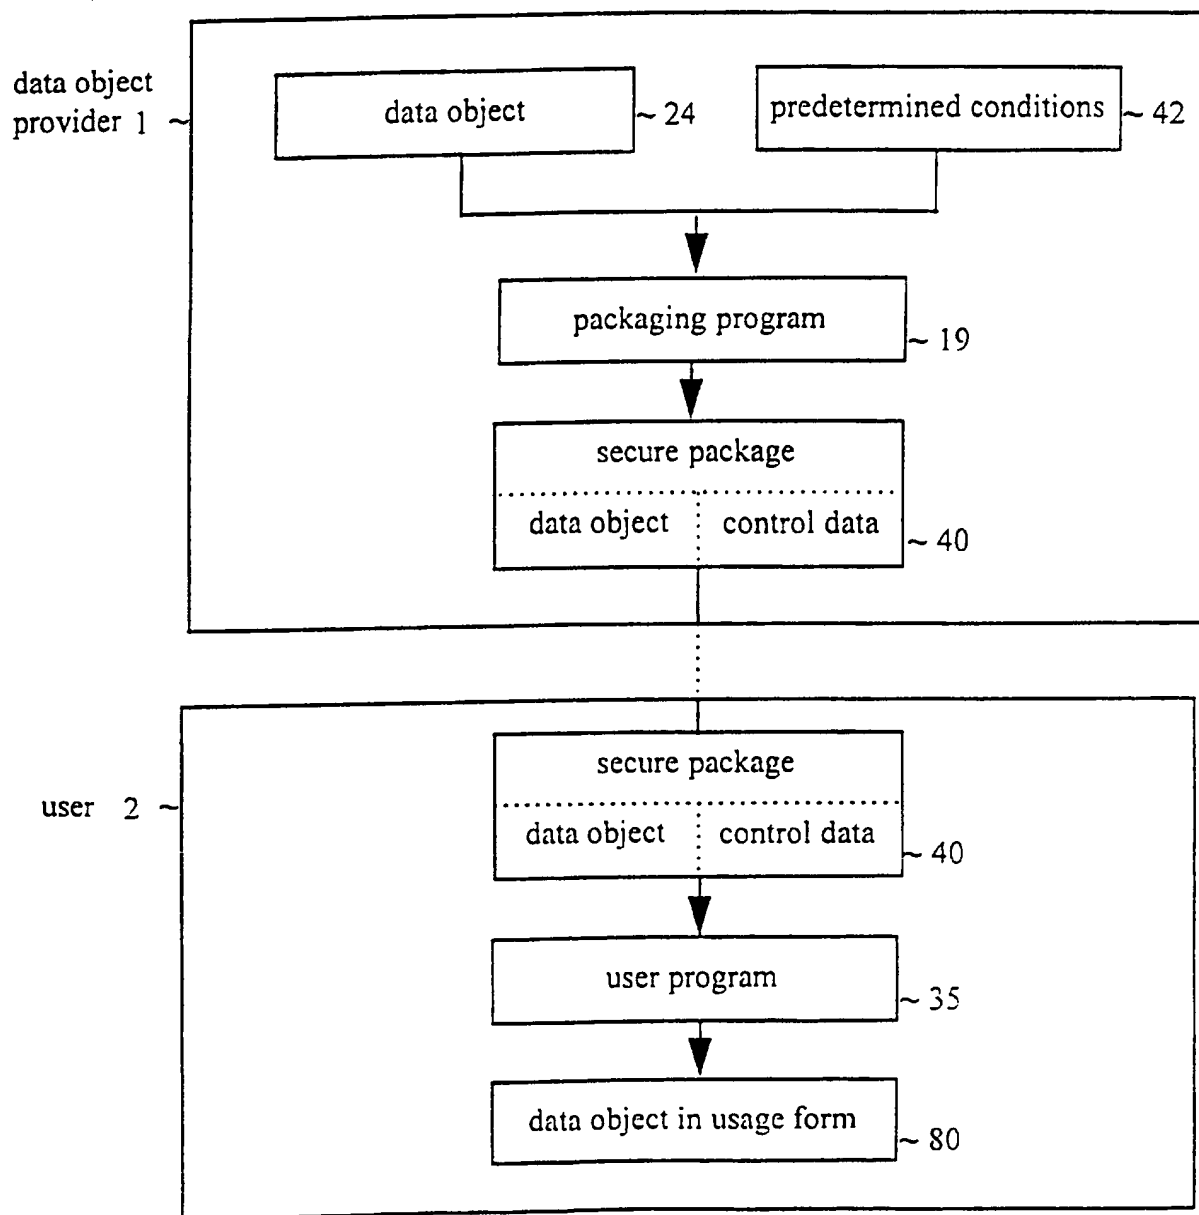 data object
provider 1 ~
data object
~ 24
predetermined conditions
~ 42
packaging program
~ 19
secure package
data object
control data
~ 40
user 2 ~
secure package
data object
control data
~ 40
user program
~ 35
data object in usage form
~ 80